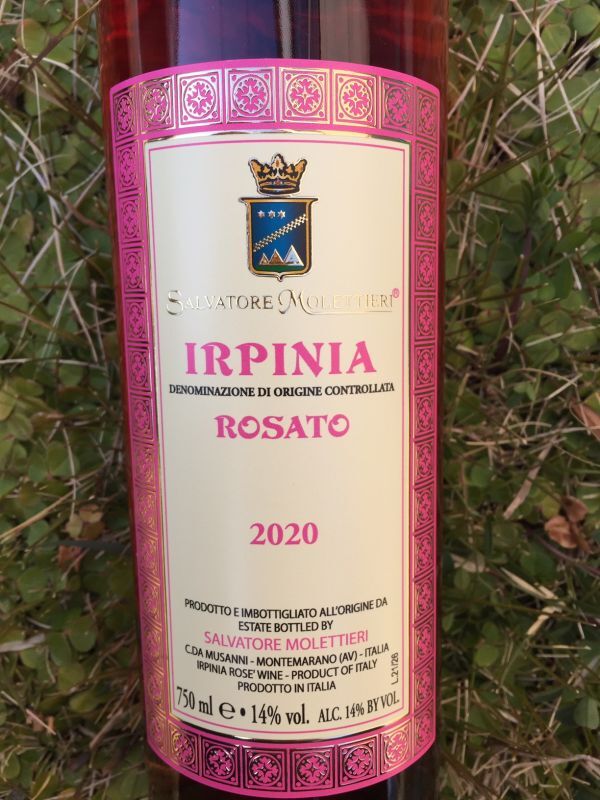 SALVATORE MOLETTIERI®
IRPINIA
DENOMINAZIONE DI ORIGINE CONTROLLATA
ROSATO
2020
PRODOTTO E IMBOTTIGLIATO ALL'ORIGINE DA
ESTATE BOTTLED BY
SALVATORE MOLETTIERI
C.DA MUSANNI - MONTEMARANO (AV) - ITALIA
IRPINIA ROSE' WINE - PRODUCT OF ITALY
PRODOTTO IN ITALIA
750 ml e • 14% vol. ALC. 14% BY VOL.
L.21/26